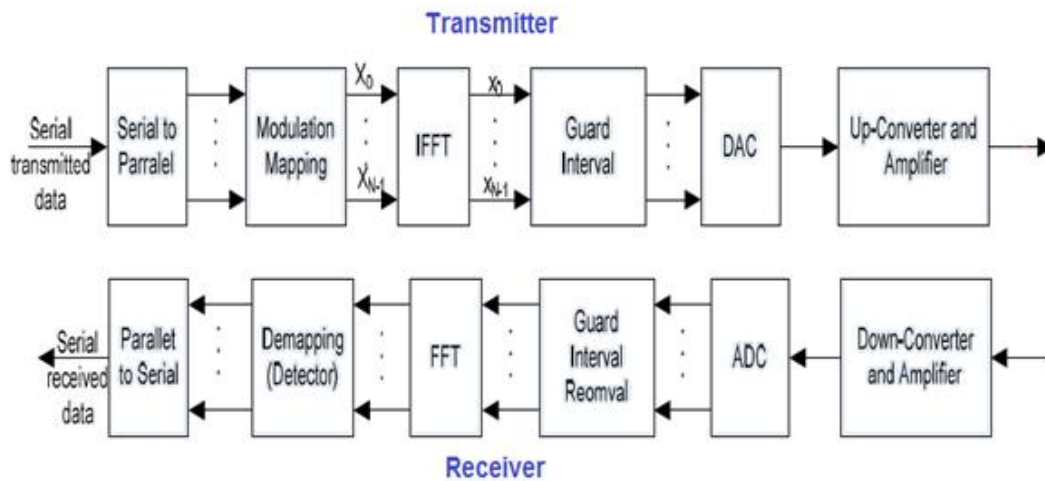 Transmitter
Serial
transmitted
data
Serial to
Parralel
Modulation
Mapping
X0
XN-1
IFFT
x0
xN-1
Guard
Interval
DAC
Up-Converter and
Amplifier
Serial
received
data
Parallet
to Serial
Demapping
(Detector)
FFT
Guard
Interval
Reomval
ADC
Down-Converter
and Amplifier
Receiver